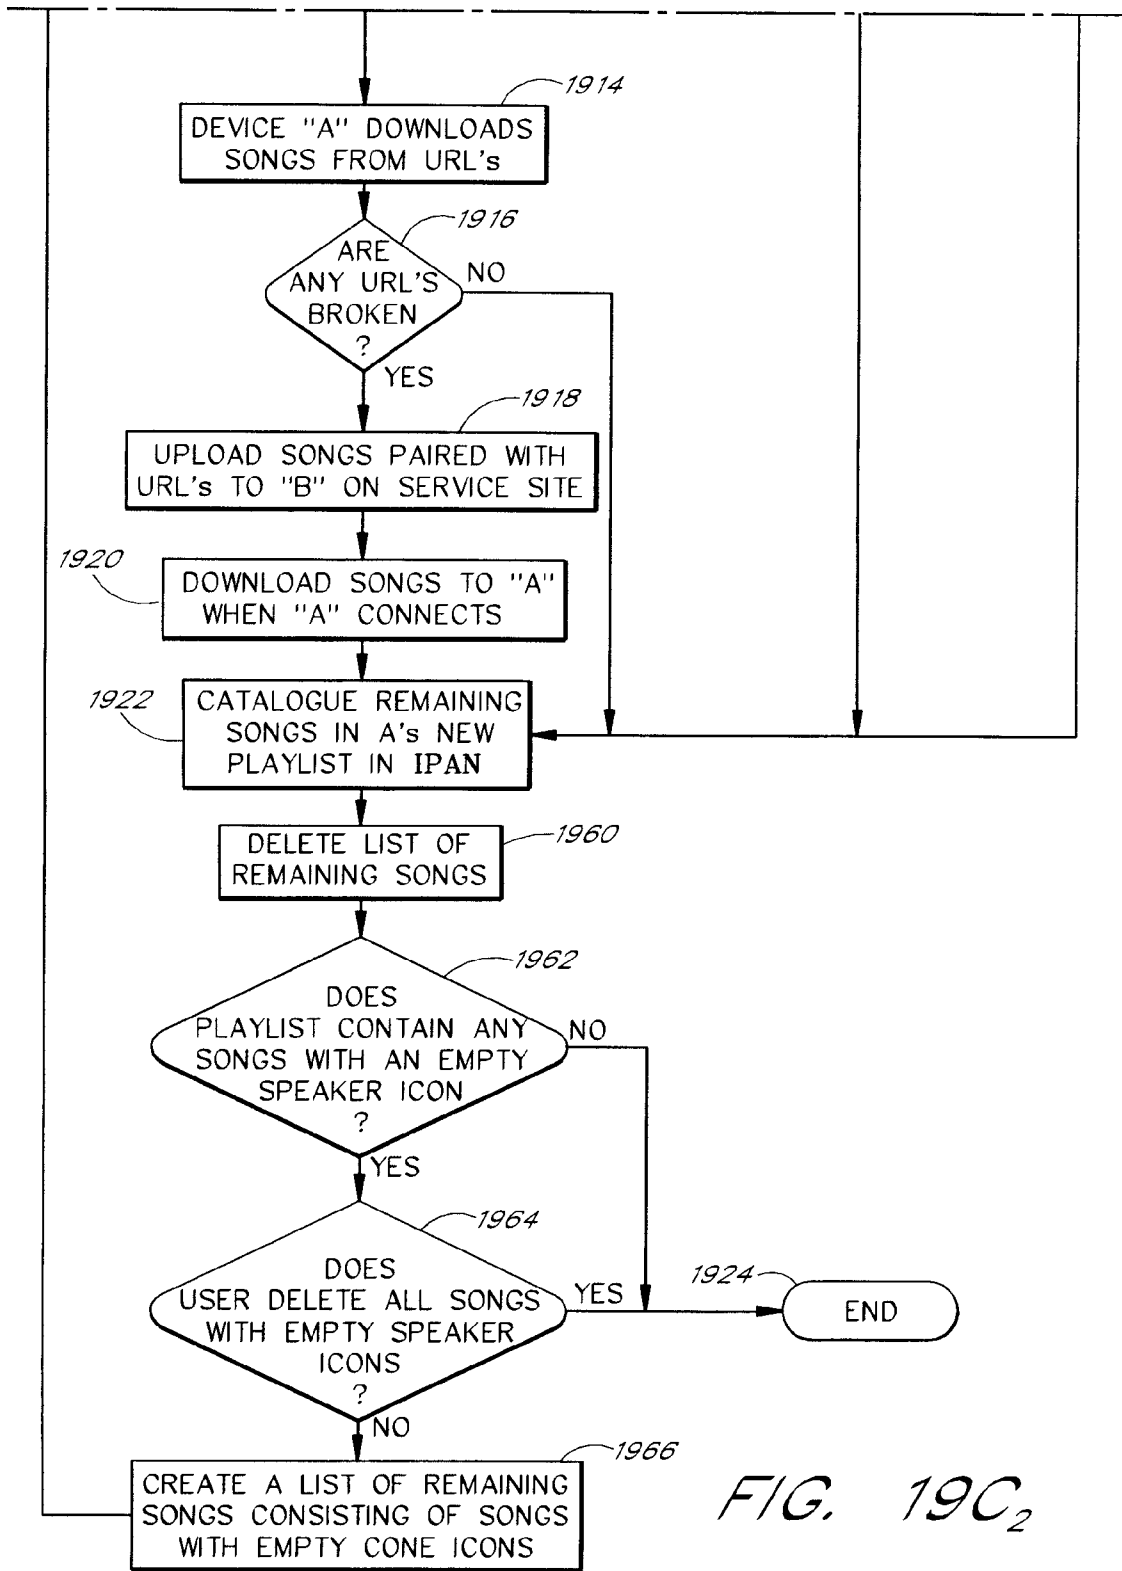 1914
DEVICE "A" DOWNLOADS
SONGS FROM URL's
1916
ARE
ANY URL'S
BROKEN
?
NO
YES
1918
UPLOAD SONGS PAIRED WITH
URL's TO "B" ON SERVICE SITE
1920
DOWNLOAD SONGS TO "A"
WHEN "A" CONNECTS
1922
CATALOGUE REMAINING
SONGS IN A's NEW
PLAYLIST IN IPAN
1960
DELETE LIST OF
REMAINING SONGS
1962
DOES
PLAYLIST CONTAIN ANY
SONGS WITH AN EMPTY
SPEAKER ICON
?
NO
YES
1964
DOES
USER DELETE ALL SONGS
WITH EMPTY SPEAKER
ICONS
?
YES
1924
END
NO
1966
CREATE A LIST OF REMAINING
SONGS CONSISTING OF SONGS
WITH EMPTY CONE ICONS
FIG. 19C2